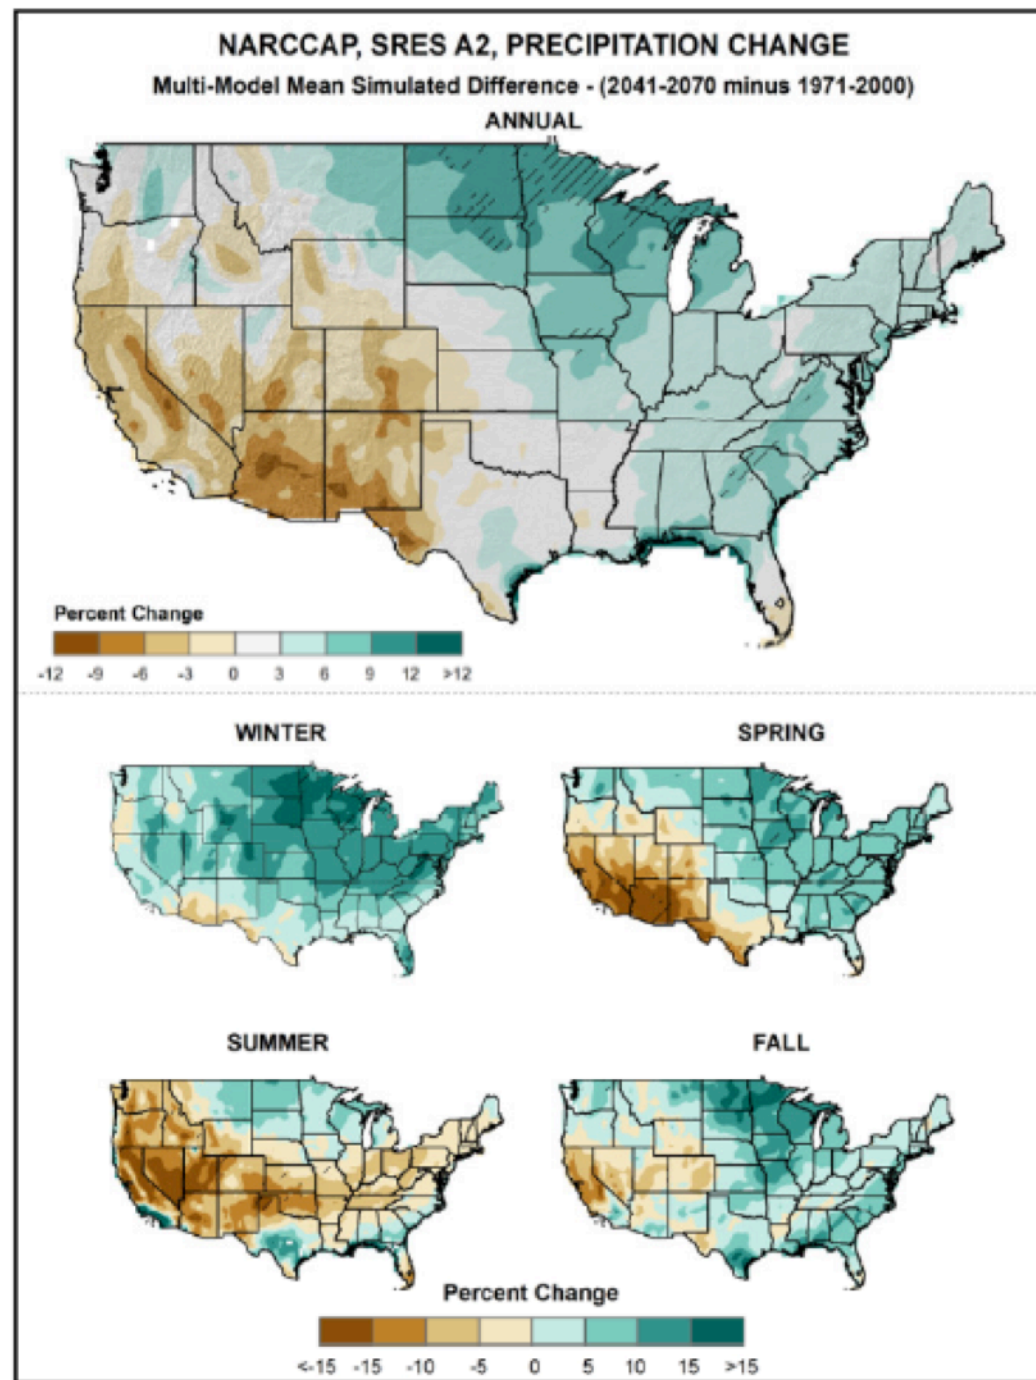 NARCCAP, SRES A2, PRECIPITATION CHANGE
Multi-Model Mean Simulated Difference - (2041-2070 minus 1971-2000)
ANNUAL
Percent Change
-12 -9 -6 -3 0 3 6 9 12 >12
WINTER SPRING
SUMMER FALL
Percent Change
<-15 -15 -10 -5 0 5 10 15 >15